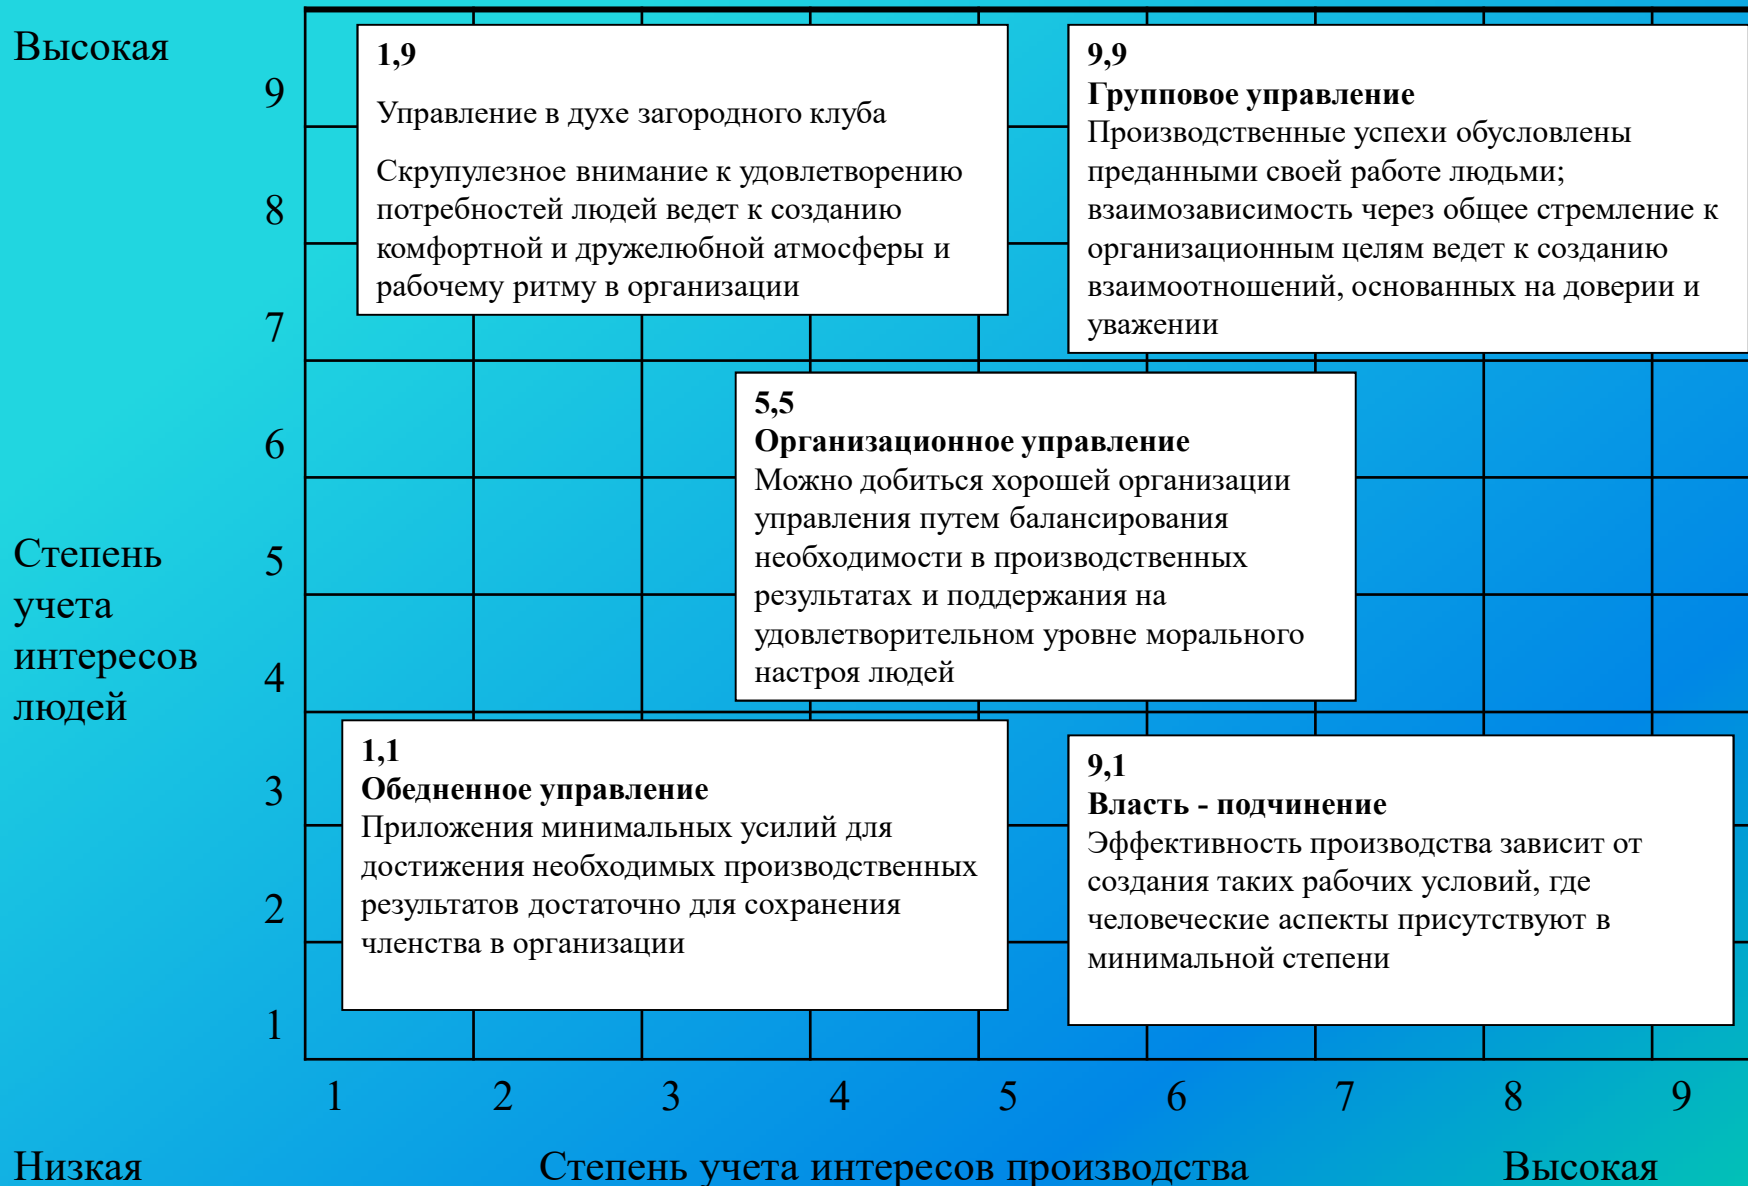 Высокая
1,9
Управление в духе загородного клуба
Скрупулезное внимание к удовлетворению
потребностей людей ведет к созданию
комфортной и дружелюбной атмосферы и
рабочему ритму в организации
9,9
Групповое управление
Производственные успехи обусловлены
преданными своей работе людьми;
взаимозависимость через общее стремление к
организационным целям ведет к созданию
взаимоотношений, основанных на доверии и
уважении
9
8
7
6
5
4
3
2
1
5,5
Организационное управление
Можно добиться хорошей организации
управления путем балансирования
необходимости в производственных
результатах и поддержания на
удовлетворительном уровне морального
настроя людей
Степень
учета
интересов
людей
1,1
Обедненное управление
Приложения минимальных усилий для
достижения необходимых производственных
результатов достаточно для сохранения
членства в организации
9,1
Власть - подчинение
Эффективность производства зависит от
создания таких рабочих условий, где
человеческие аспекты присутствуют в
минимальной степени
1 2 3 4 5 6 7 8 9
Низкая Степень учета интересов производства Высокая